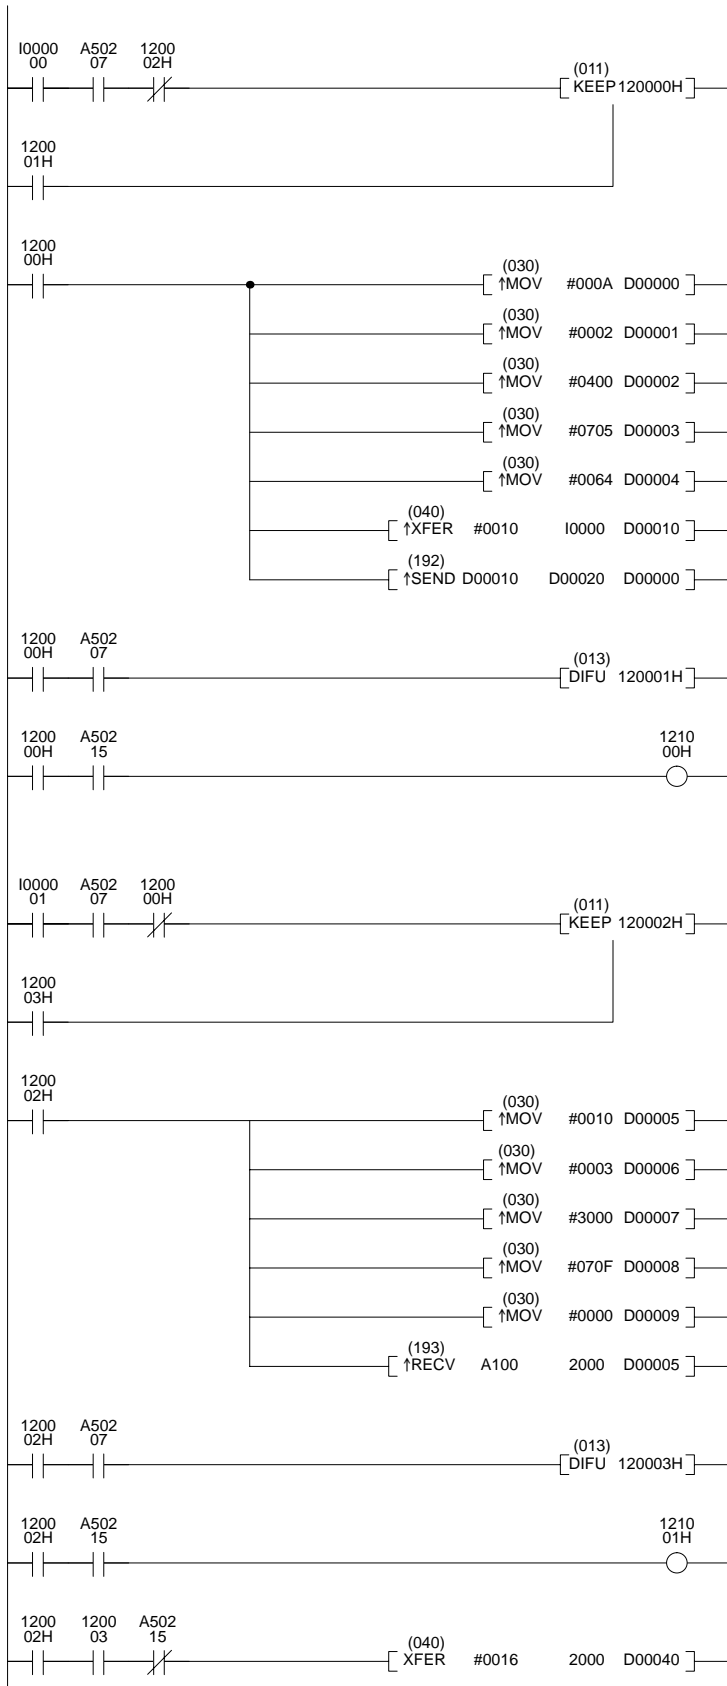 I0000 A502 1200
00 07 02H
(011)
KEEP 120000H
1200
01H
1200
00H
(030)
↑MOV #000A D00000
(030)
↑MOV #0002 D00001
(030)
↑MOV #0400 D00002
(030)
↑MOV #0705 D00003
(030)
↑MOV #0064 D00004
(040)
↑XFER #0010 I0000 D00010
(192)
↑SEND D00010 D00020 D00000
1200 A502
00H 07
(013)
DIFU 120001H
1200 A502
00H 15
1210
00H
I0000 A502 1200
01 07 00H
(011)
KEEP 120002H
1200
03H
1200
02H
(030)
↑MOV #0010 D00005
(030)
↑MOV #0003 D00006
(030)
↑MOV #3000 D00007
(030)
↑MOV #070F D00008
(030)
↑MOV #0000 D00009
(193)
↑RECV A100 2000 D00005
1200 A502
02H 07
(013)
DIFU 120003H
1200 A502
02H 15
1210
01H
1200 1200 A502
02H 03 15
(040)
XFER #0016 2000 D00040